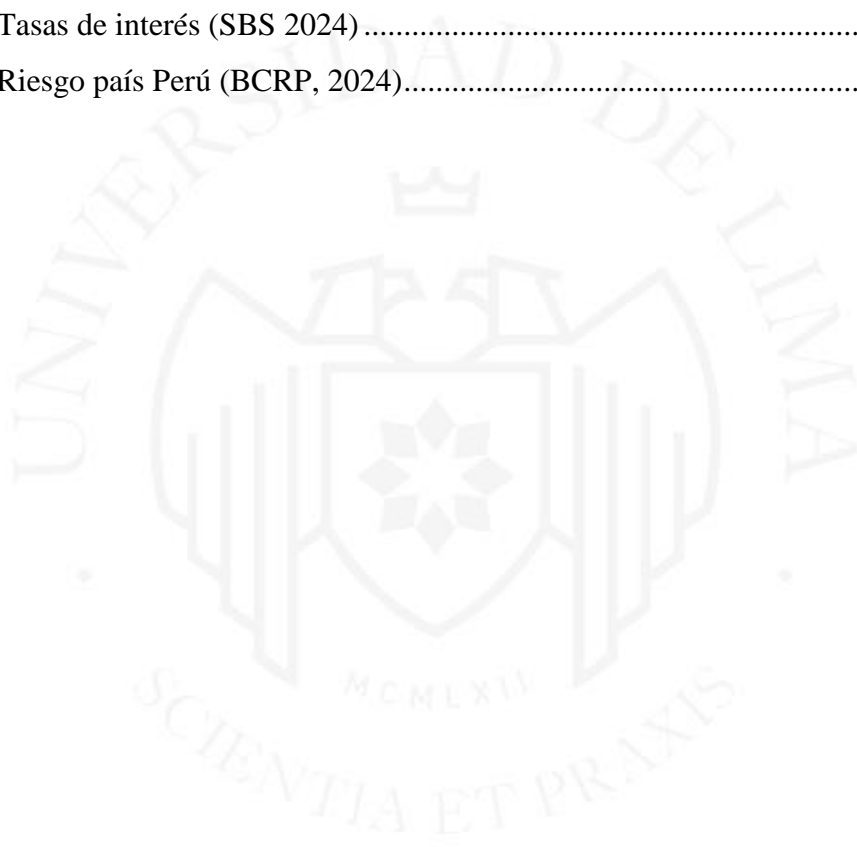 Tasas de interés (SBS 2024)...........................................................................
Riesgo país Perú (BCRP, 2024).....................................................................
UNIVERSIDAD DE LIMA
MCMLXII
SCIENTIA ET PRAXIS